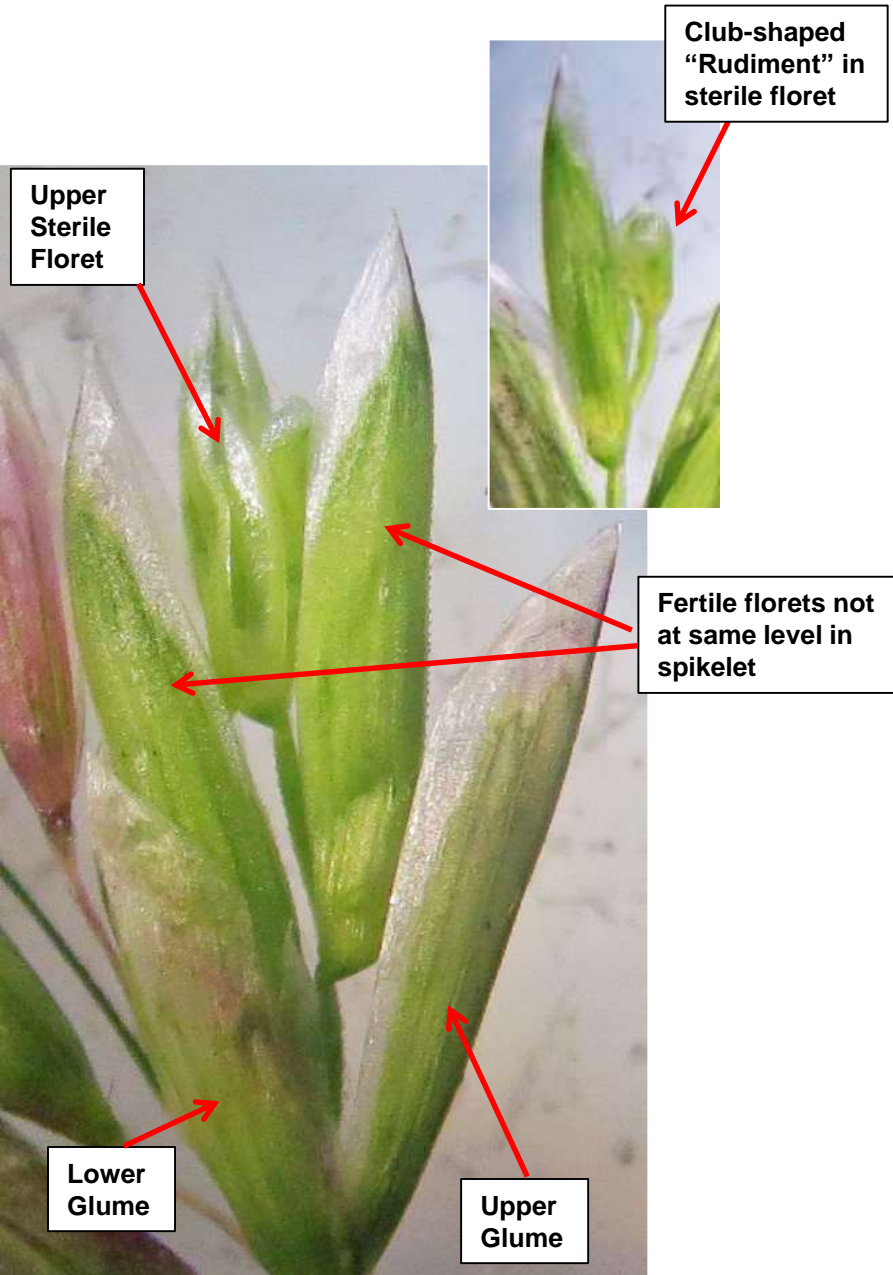 Club-shaped
“Rudiment” in
sterile floret
Upper
Sterile
Floret
Fertile florets not
at same level in
spikelet
Lower
Glume
Upper
Glume